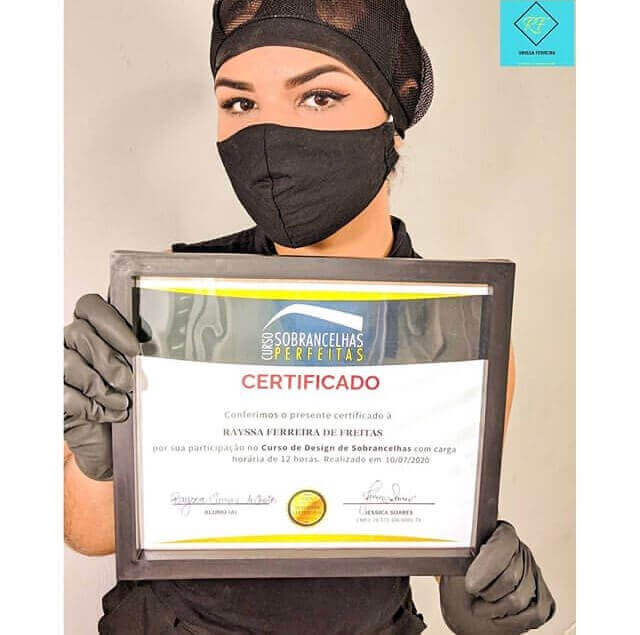 RF
CURSO
SOBRANCELHAS
PERFEITAS
CERTIFICADO
Conferimos o presente certificado à
RAYSSA FERREIRA DE FREITAS
por sua participação no Curso de Design de Sobrancelhas com carga
horária de 12 horas. Realizado em 10/07/2020
JESSICA SOARES